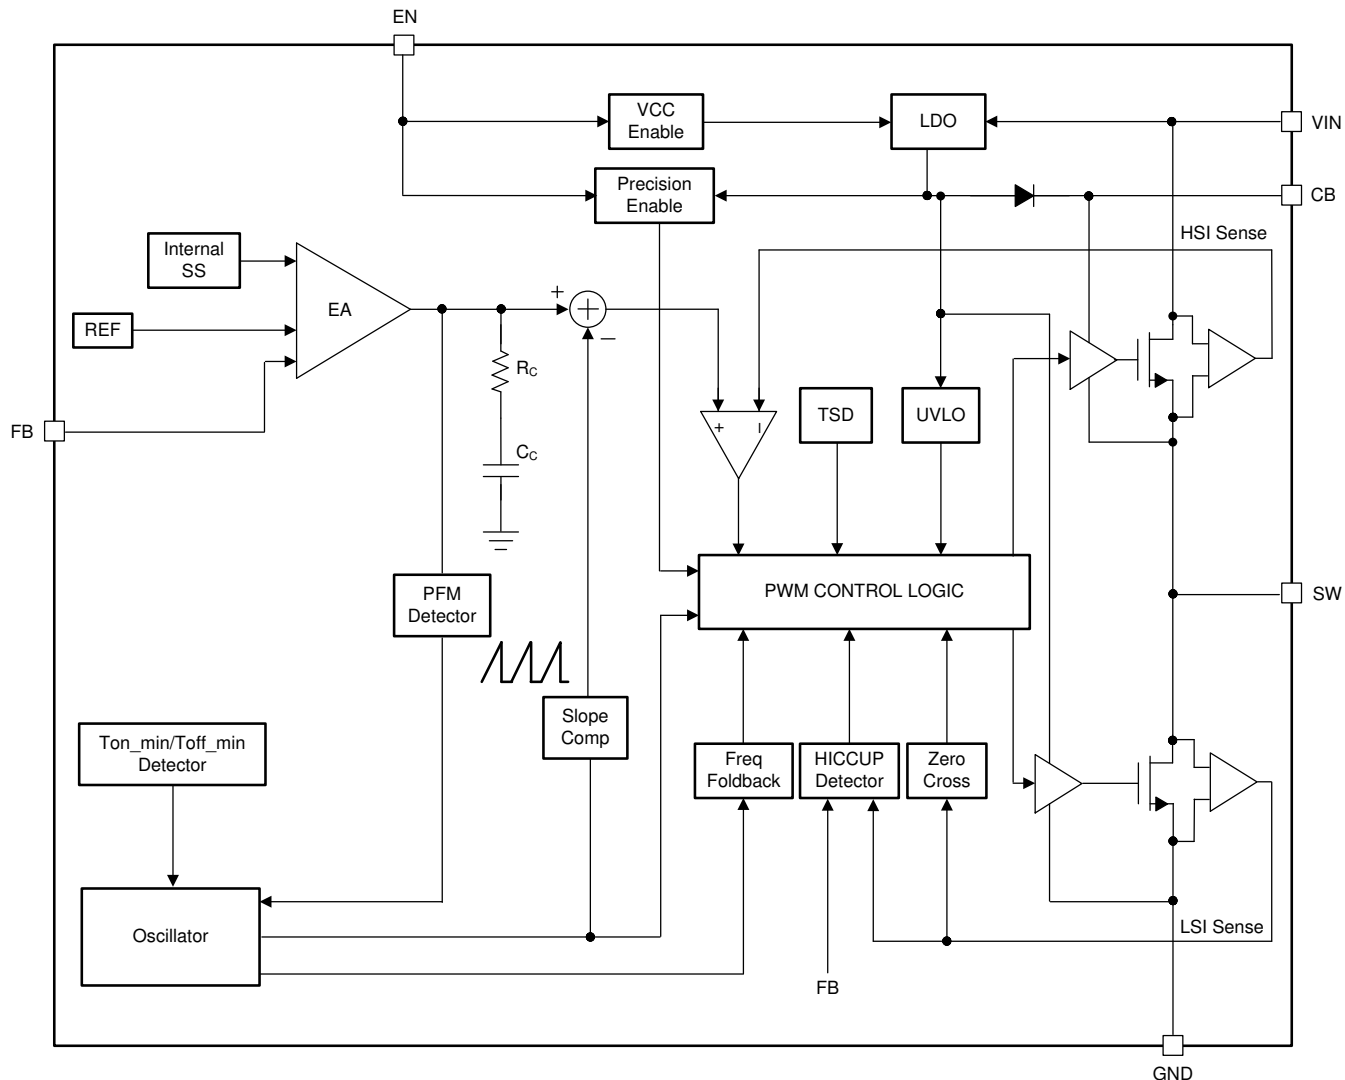 EN
VCC
Enable
LDO
VIN
Precision
Enable
CB
HSI Sense
Internal
SS
EA
+
+
−
REF
RC
FB
TSD
UVLO
+
−
CC
PFM
Detector
PWM CONTROL LOGIC
SW
Slope
Comp
Ton_min/Toff_min
Detector
Freq
Foldback
HICCUP
Detector
Zero
Cross
Oscillator
LSI Sense
FB
GND